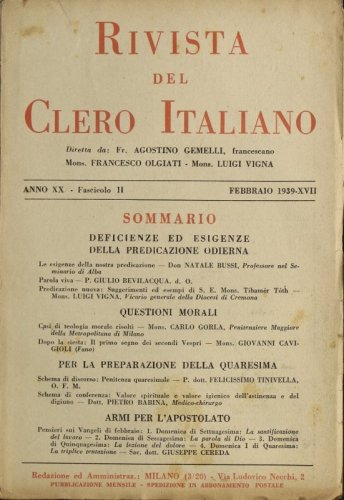 RIVISTA
DEL
CLERO ITALIANO
Diretta da: Fr. AGOSTINO GEMELLI, francescano
Mons. FRANCESCO OLGIATI - Mons. LUIGI VIGNA
ANNO XX - Fascicolo II FEBBRAIO 1939-XVII
SOMMARIO
DEFICIENZE ED ESIGENZE
DELLA PREDICAZIONE ODIERNA
Le esigenze della nostra predicazione — Don NATALE BUSSI, Professore nel Se-
minario di Alba
Parola viva — P. GIULIO BEVILACQUA, d. O.
Predicazione nuova: Suggerimenti ed esempi di S. E. Mons. Tihamér Tóth —
Mons. LUIGI VIGNA, Vicario generale della Diocesi di Cremona
QUESTIONI MORALI
Casi di teologia morale risolti — Mons. CARLO GORLA, Penitenziere Maggiore
della Metropolitana di Milano
Dopo la siesta: Il primo segno dei secondi Vespri — Mons. GIOVANNI CAVI-
GIOLI (Fano)
PER LA PREPARAZIONE DELLA QUARESIMA
Schema di discorso: Penitenza quaresimale — P. dott. FELICISSIMO TINIVELLA,
O. F. M.
Schema di conferenza: Valore spirituale e valore igienico dell'astinenza e del
digiuno — Dott. PIETRO BABINA, Medico-chirurgo
ARMI PER L'APOSTOLATO
Pensieri sui Vangeli di febbraio: 1. Domenica di Settuagesima: La santificazione
del lavoro — 2. Domenica di Sessagesima: La parola di Dio — 3. Domenica
di Quinquagesima: La lezione del dolore — 4. Domenica I di Quaresima:
La triplice tentazione — Sac. dott. GIUSEPPE CEREDA
Redazione ed Amministraz.: MILANO (3/20) - Via Ludovico Necchi, 2
PUBBLICAZIONE MENSILE - SPEDIZIONE IN ABBONAMENTO POSTALE